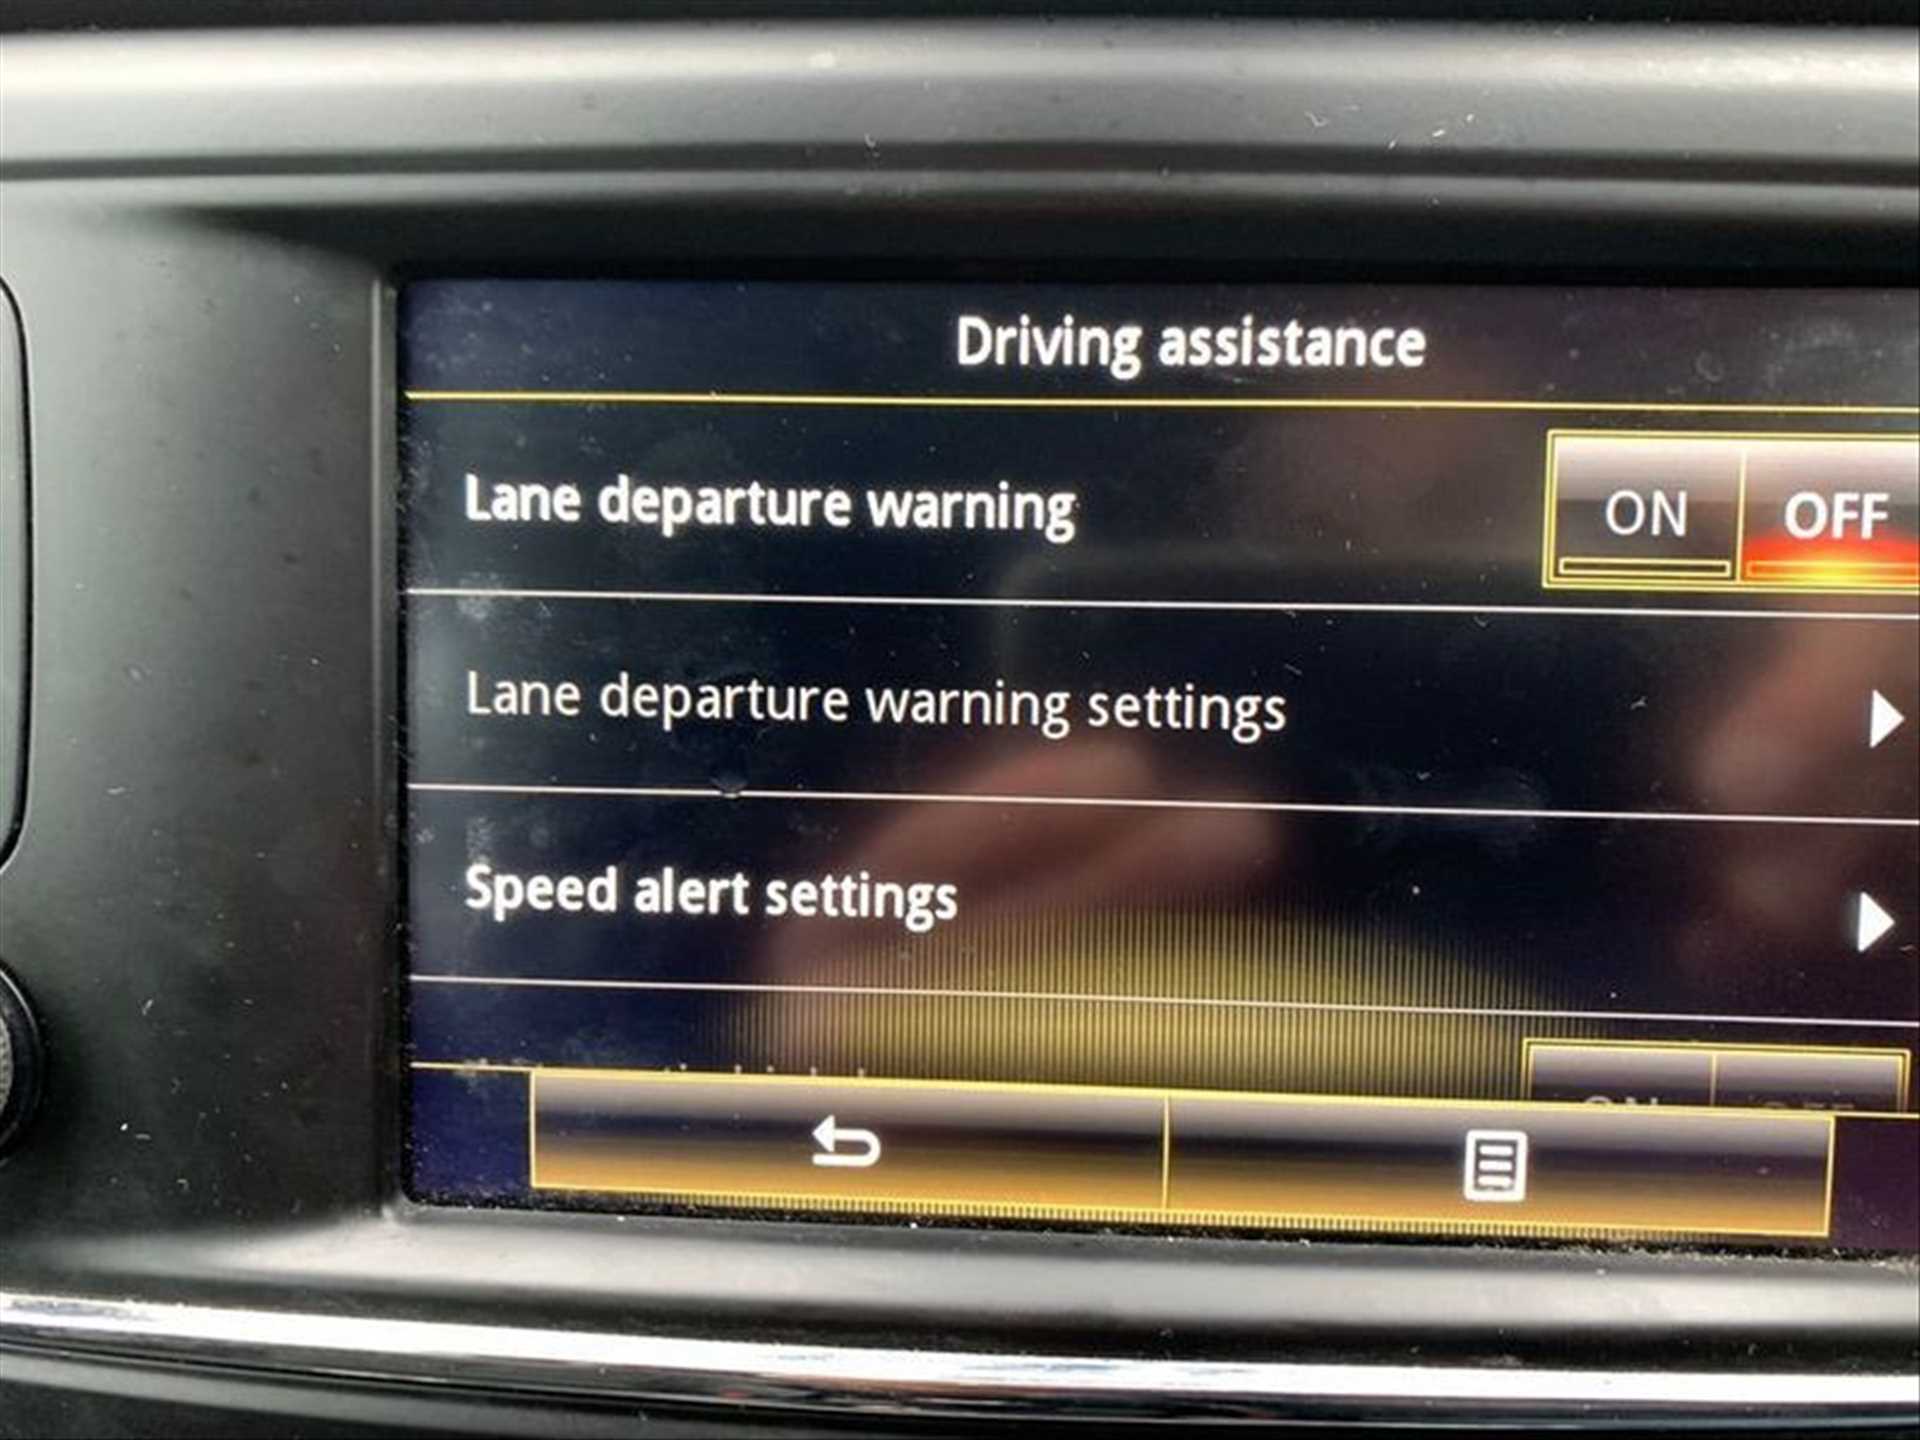 Driving assistance
Lane departure warning ON OFF
Lane departure warning settings
Speed alert settings